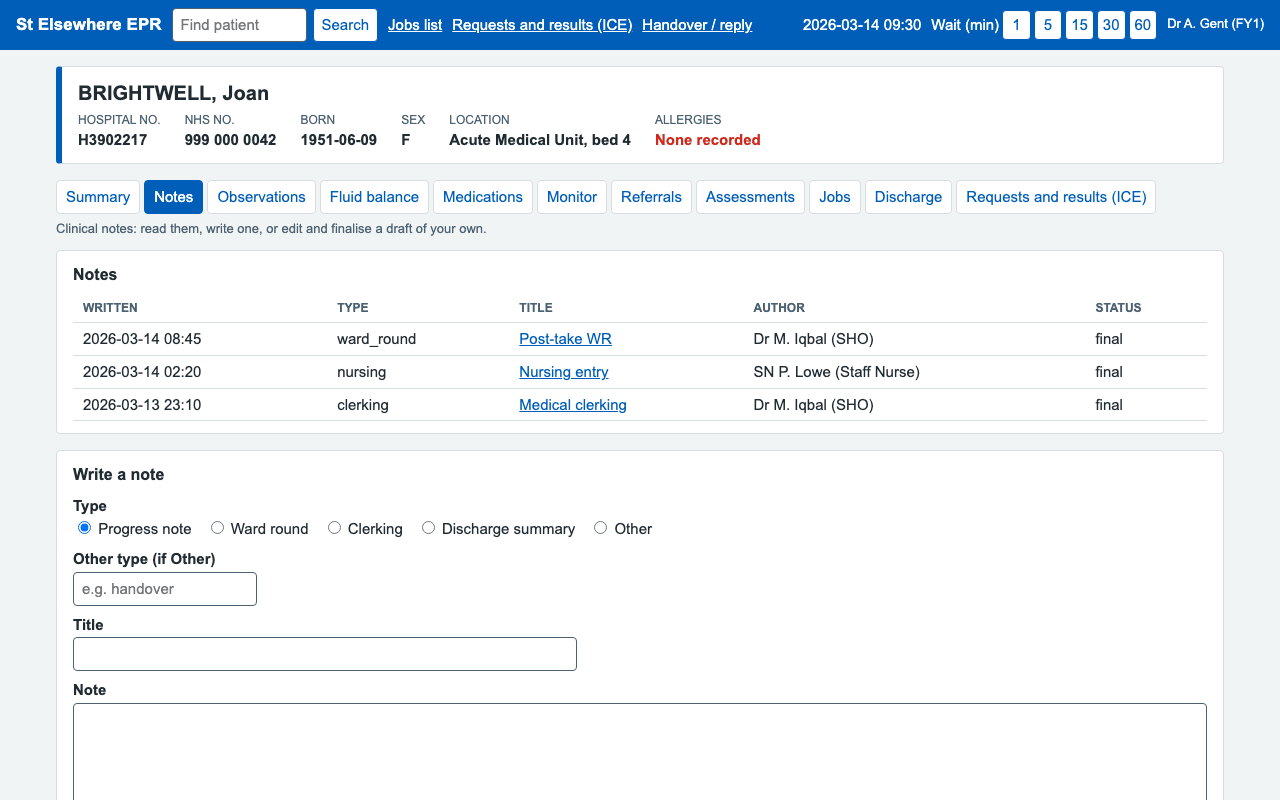 St Elsewhere EPR Find patient Search Jobs list Requests and results (ICE) Handover / reply 2026-03-14 09:30 Wait (min) 1 5 15 30 60 Dr A. Gent (FY1)
BRIGHTWELL, Joan
HOSPITAL NO. NHS NO. BORN SEX LOCATION ALLERGIES
H3902217 999 000 0042 1951-06-09 F Acute Medical Unit, bed 4 None recorded
Summary Notes Observations Fluid balance Medications Monitor Referrals Assessments Jobs Discharge Requests and results (ICE)
Clinical notes: read them, write one, or edit and finalise a draft of your own.
Notes
WRITTEN TYPE TITLE AUTHOR STATUS
2026-03-14 08:45 ward_round Post-take WR Dr M. Iqbal (SHO) final
2026-03-14 02:20 nursing Nursing entry SN P. Lowe (Staff Nurse) final
2026-03-13 23:10 clerking Medical clerking Dr M. Iqbal (SHO) final
Write a note
Type
Progress note Ward round Clerking Discharge summary Other
Other type (if Other)
e.g. handover
Title
Note